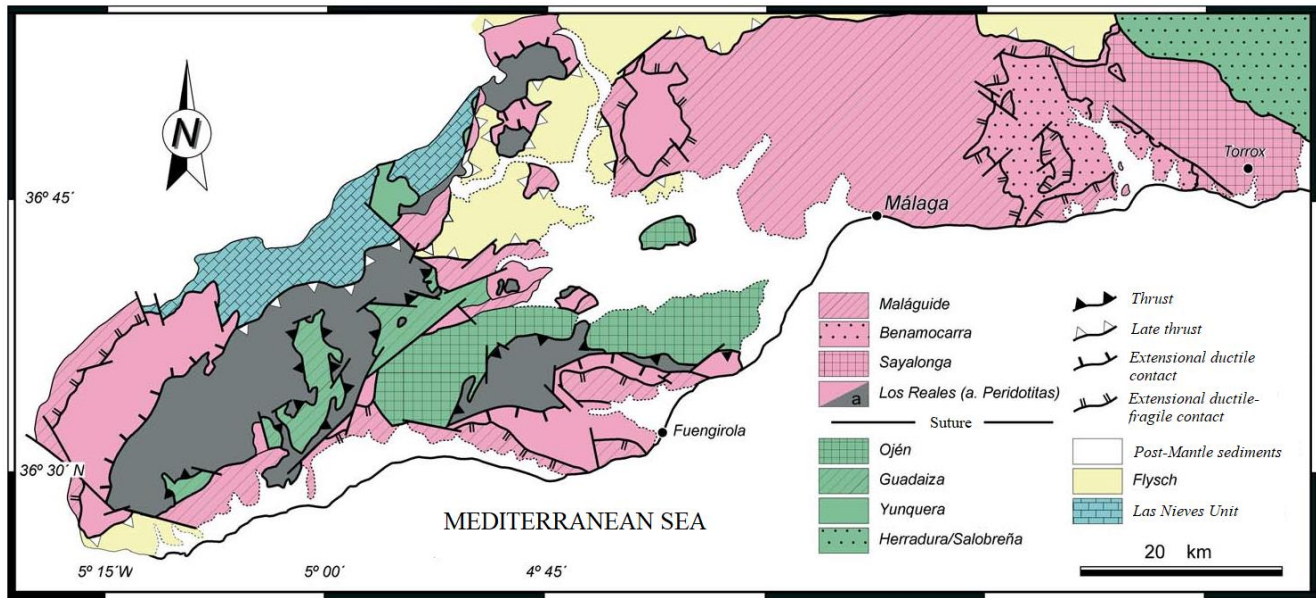 N
36º 45´
36º 30´ N
5º 15´W
5º 00´
4º 45´
Torrox
Málaga
Fuengirola
MEDITERRANEAN SEA
Maláguide
Benamocarra
Sayalonga
a
Los Reales (a. Peridotitas)
Suture
Ojén
Guadaiza
Yunquera
Herradura/Salobreña
Thrust
Late thrust
Extensional ductile
contact
Extensional ductile-
fragile contact
Post-Mantle sediments
Flysch
Las Nieves Unit
20 km